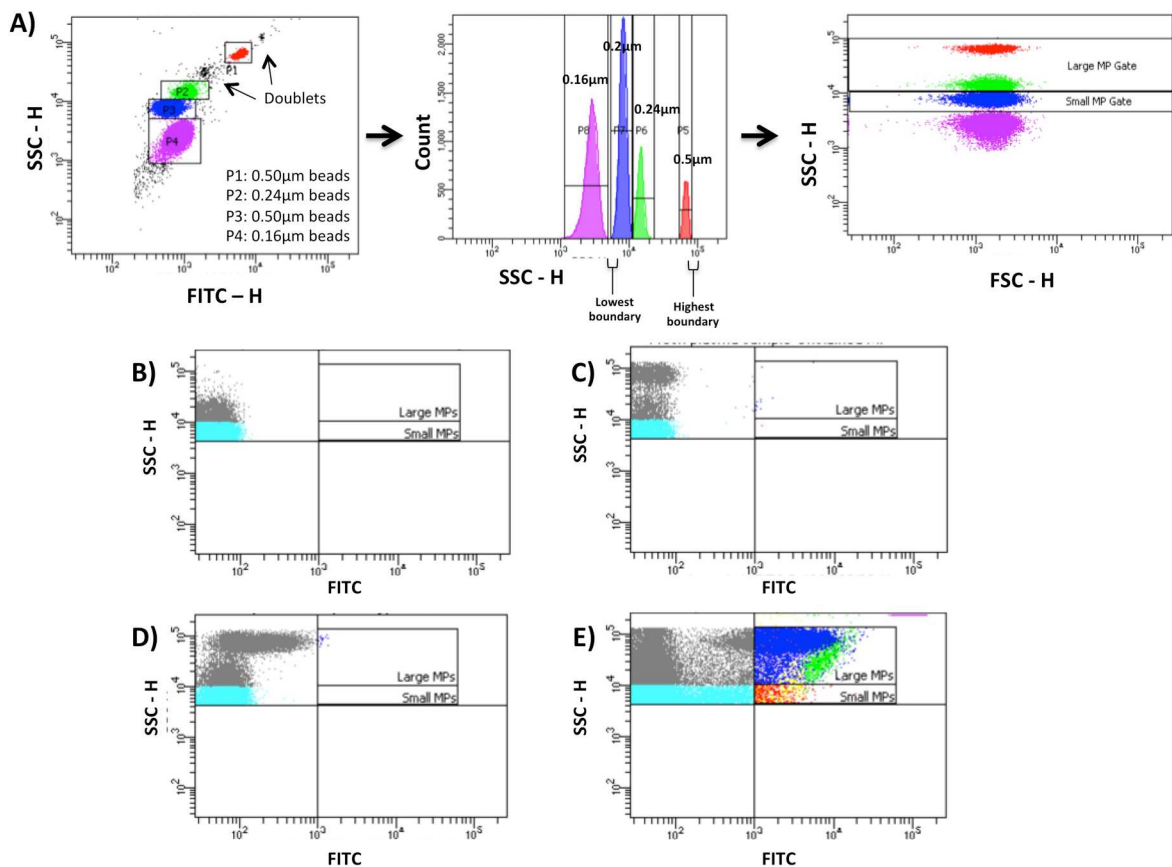 A)
SSC - H
10⁵
10⁴
10³
10²
P1
P2
P3
P4
Doublets
P1: 0.50µm beads
P2: 0.24µm beads
P3: 0.50µm beads
P4: 0.16µm beads
10² 10³ 10⁴ 10⁵
FITC – H
Count
2,000
1,500
1,000
500
0
0.16µm
0.2µm
0.24µm
0.5µm
P8 P7 P6 P5
10² 10³ 10⁴ 10⁵
SSC - H
Lowest
boundary
Highest
boundary
SSC - H
10⁵
10⁴
10³
10²
Large MP Gate
Small MP Gate
10³ 10⁴ 10⁵
FSC - H
B)
SSC - H
10⁵
10⁴
10³
10²
Large MPs
Small MPs
10² 10³ 10⁴ 10⁵
FITC
C)
SSC - H
10⁵
10⁴
10³
10²
Large MPs
Small MPs
10² 10³ 10⁴ 10⁵
FITC
D)
SSC - H
10⁵
10⁴
10³
10²
Large MPs
Small MPs
10² 10³ 10⁴ 10⁵
FITC
E)
SSC - H
10⁵
10⁴
10³
10²
Large MPs
Small MPs
10² 10³ 10⁴ 10⁵
FITC